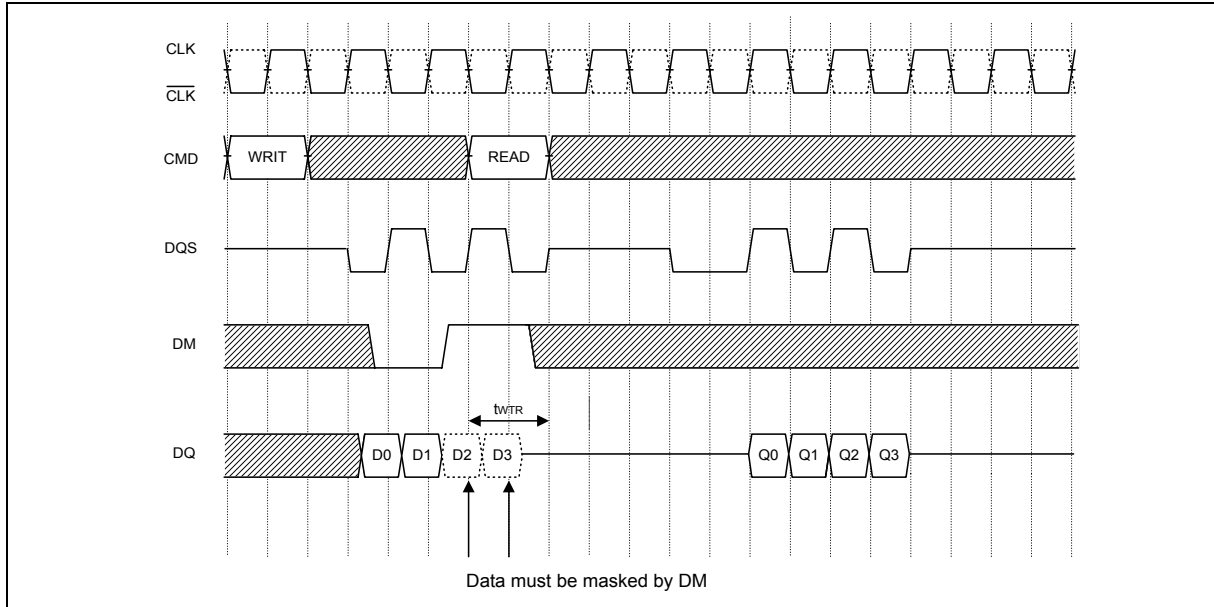 CLK
CLK
CMD WRIT READ
DQS
DM
tWTR
DQ D0 D1 D2 D3 Q0 Q1 Q2 Q3
Data must be masked by DM